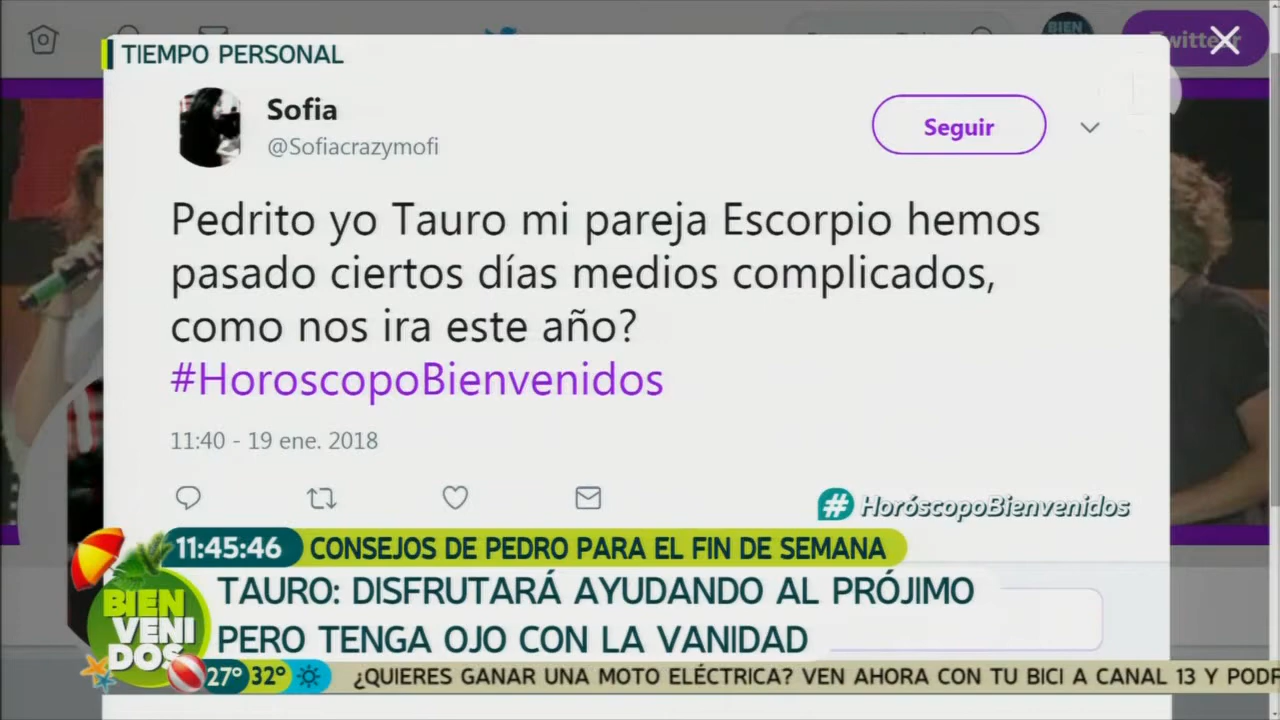 TIEMPO PERSONAL
Sofia
@Sofiacrazymofi
Seguir
Pedrito yo Tauro mi pareja Escorpio hemos
pasado ciertos días medios complicados,
como nos ira este año?
#HoroscopoBienvenidos
11:40 - 19 ene. 2018
# HoróscopoBienvenidos
11:45:46 CONSEJOS DE PEDRO PARA EL FIN DE SEMANA
TAURO: DISFRUTARÁ AYUDANDO AL PRÓJIMO
PERO TENGA OJO CON LA VANIDAD
BIEN
VENI
DOS
27° 32° ¿QUIERES GANAR UNA MOTO ELÉCTRICA? VEN AHORA CON TU BICI A CANAL 13 Y PODR